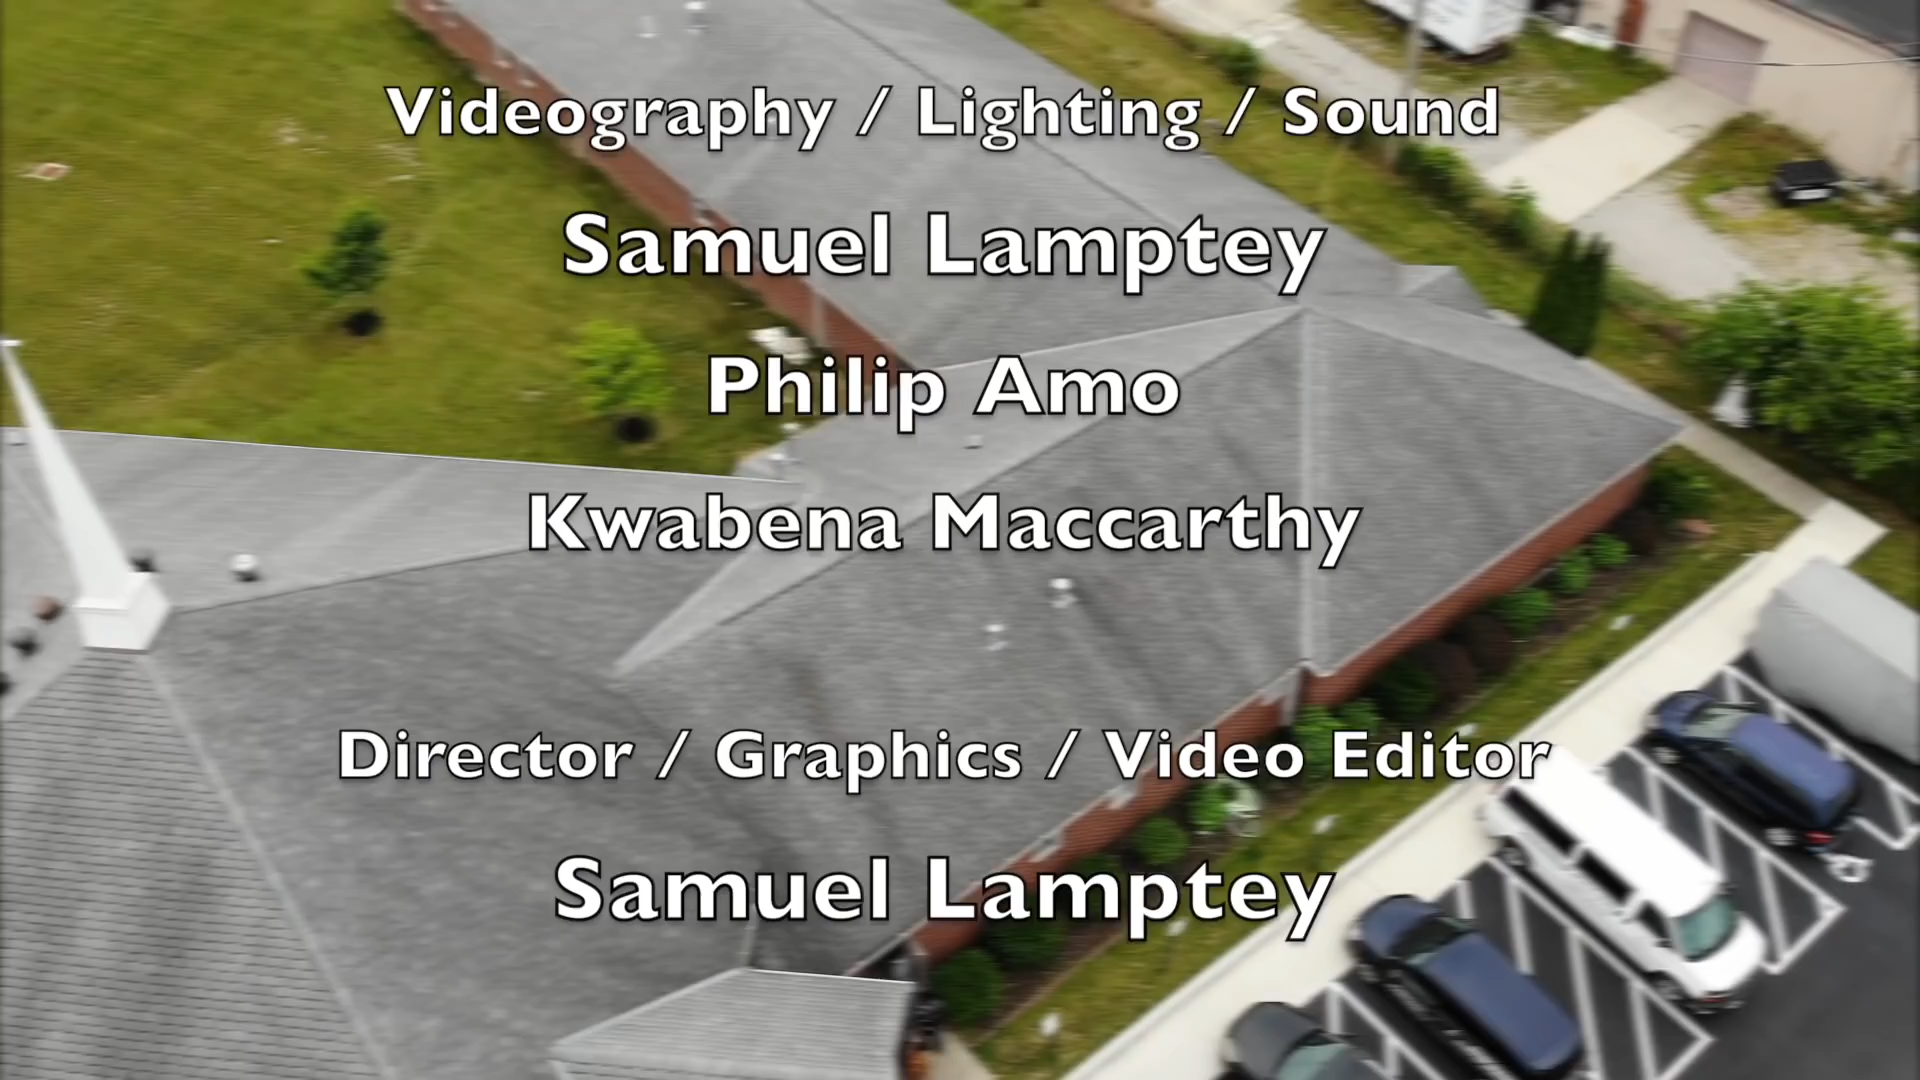 Videography / Lighting / Sound
Samuel Lamptey
Philip Amo
Kwabena Maccarthy
Director / Graphics / Video Editor
Samuel Lamptey